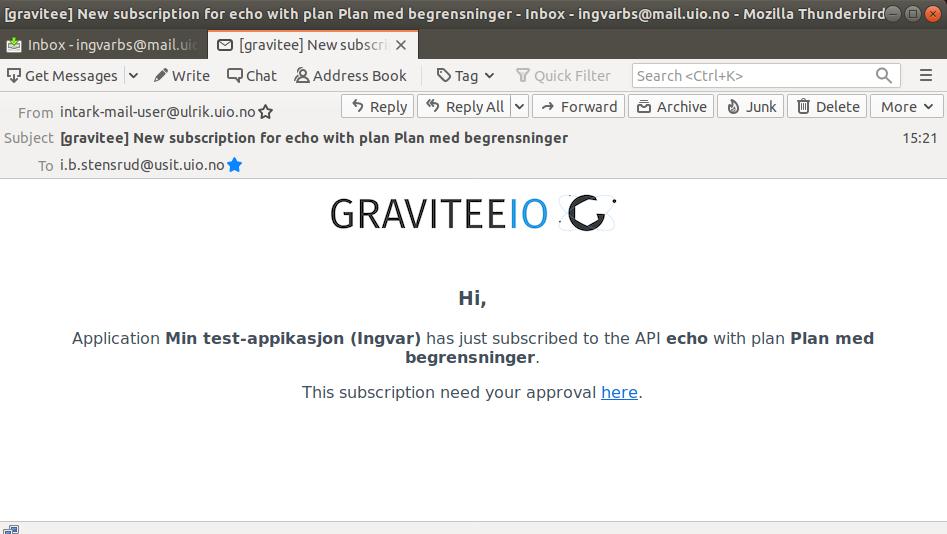 [gravitee] New subscription for echo with plan Plan med begrensninger - Inbox - ingvarbs@mail.uio.no - Mozilla Thunderbird
Inbox - ingvarbs@mail.uio
[gravitee] New subscri
Get Messages Write Chat Address Book Tag Quick Filter Search <Ctrl+K>
From intark-mail-user@ulrik.uio.no Reply Reply All Forward Archive Junk Delete More
Subject [gravitee] New subscription for echo with plan Plan med begrensninger 15:21
To i.b.stensrud@usit.uio.no
GRAVITEEIO
Hi,
Application Min test-appikasjon (Ingvar) has just subscribed to the API echo with plan Plan med
begrensninger.
This subscription need your approval here.